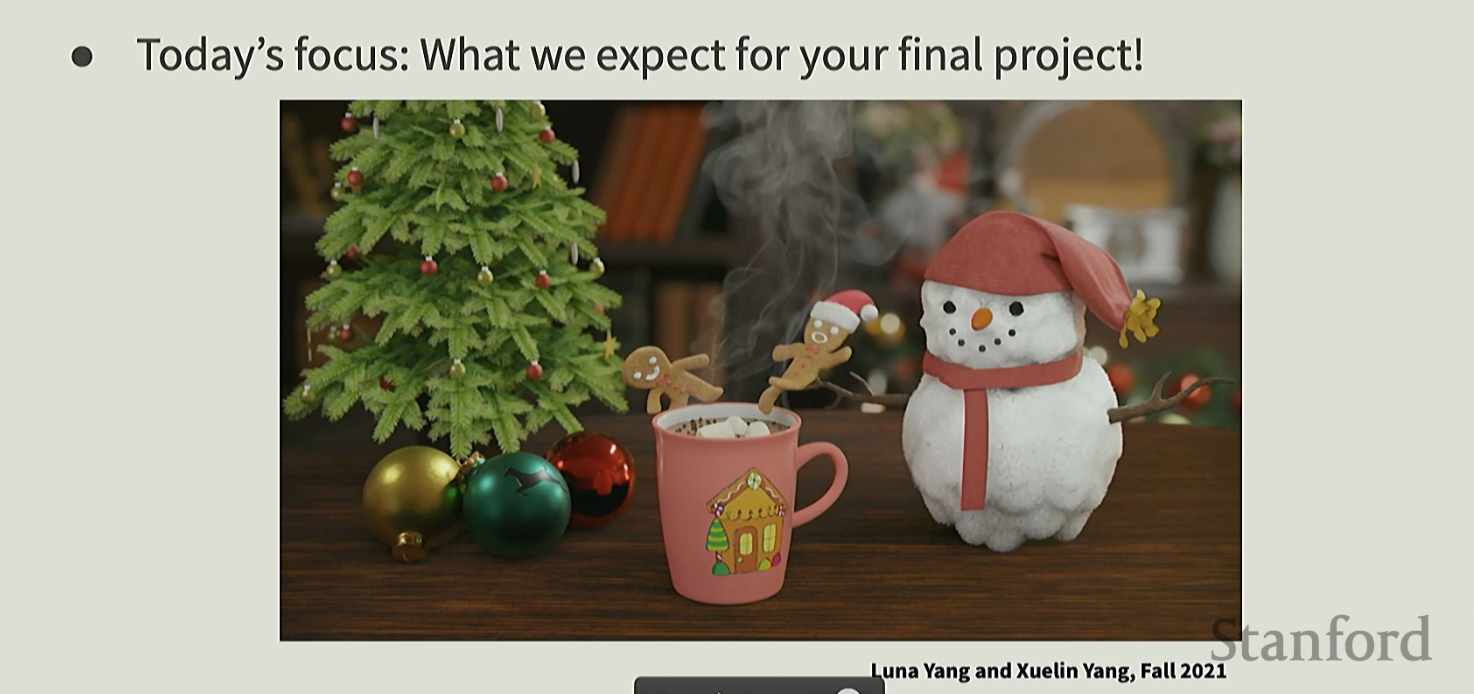 ● Today’s focus: What we expect for your final project!
Stanford
Luna Yang and Xuelin Yang, Fall 2021